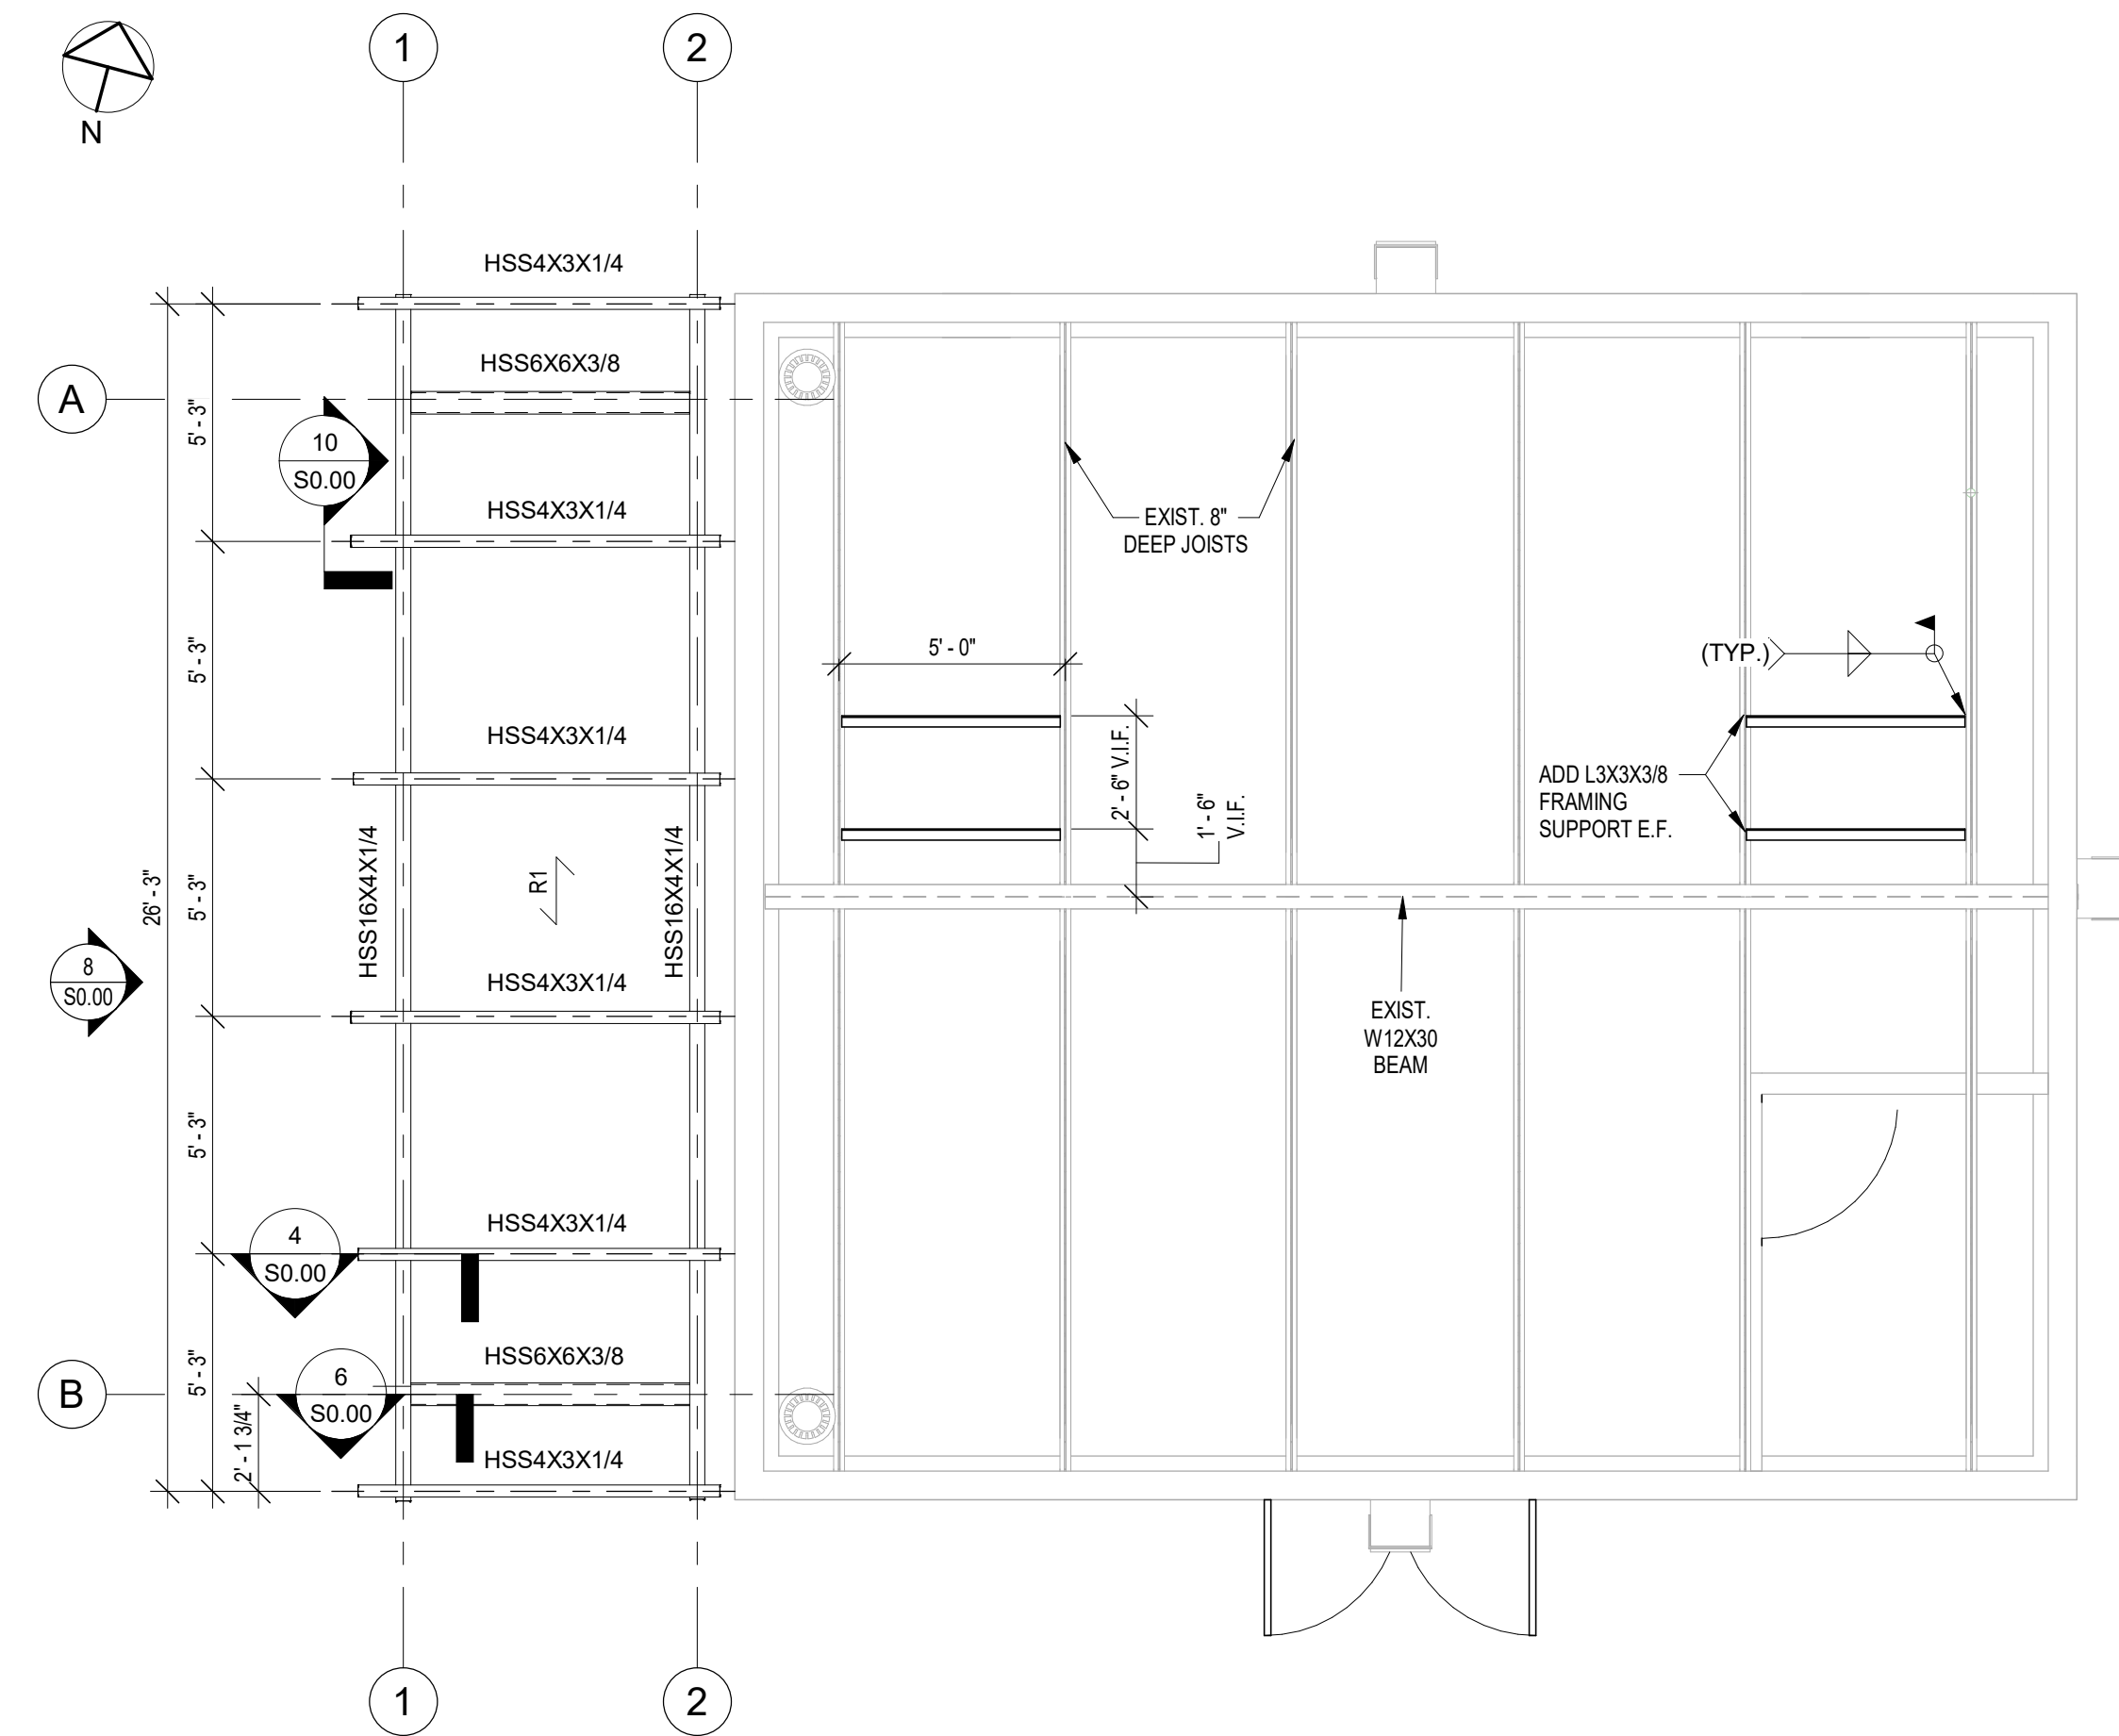 1
2
N
HSS4X3X1/4
HSS6X6X3/8
A
5' - 3"
10
S0.00
HSS4X3X1/4
EXIST. 8"
DEEP JOISTS
5' - 3"
5' - 0"
(TYP.)
HSS4X3X1/4
2' - 6" V.I.F.
1' - 6"
V.I.F.
ADD L3X3X3/8
FRAMING
SUPPORT E.F.
26' - 3"
5' - 3"
HSS16X4X1/4
R1
HSS16X4X1/4
8
S0.00
HSS4X3X1/4
EXIST.
W12X30
BEAM
5' - 3"
4
S0.00
HSS4X3X1/4
5' - 3"
HSS6X6X3/8
B
6
S0.00
2' - 1 3/4"
HSS4X3X1/4
1
2